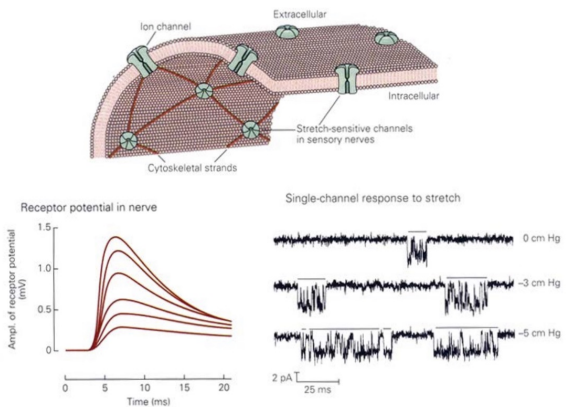 Extracellular
Ion channel
Intracellular
Stretch-sensitive channels
in sensory nerves
Cytoskeletal strands
Receptor potential in nerve
Ampl. of receptor potential
(mV)
1.5
1.0
0.5
0
0 5 10 15 20
Time (ms)
Single-channel response to stretch
0 cm Hg
–3 cm Hg
–5 cm Hg
2 pA
25 ms